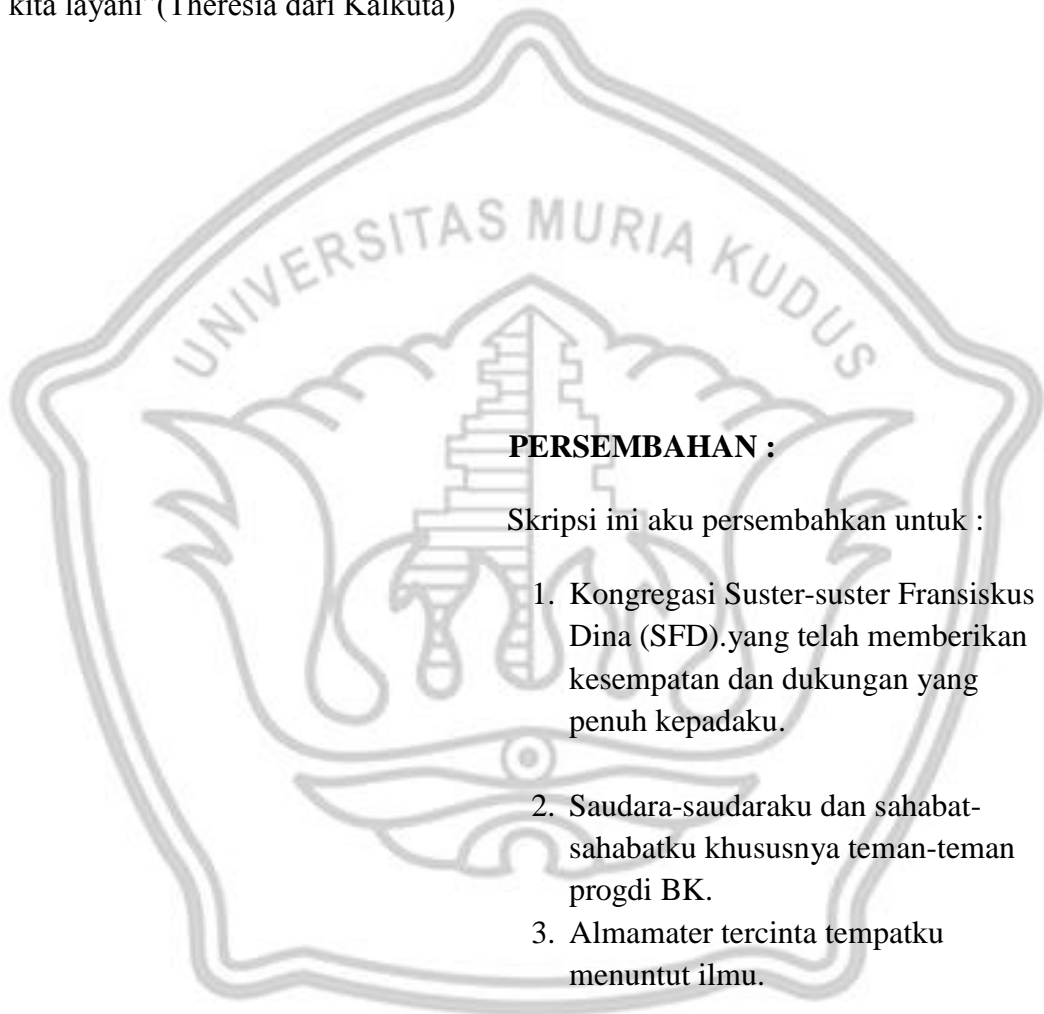 kita layani"(Theresia dari Kalkuta)
UNIVERSITAS MURIA KUDUS
PERSEMBAHAN :
Skripsi ini aku persembahkan untuk :
1. Kongregasi Suster-suster Fransiskus
Dina (SFD).yang telah memberikan
kesempatan dan dukungan yang
penuh kepadaku.
2. Saudara-saudaraku dan sahabat-
sahabatku khususnya teman-teman
progdi BK.
3. Almamater tercinta tempatku
menuntut ilmu.